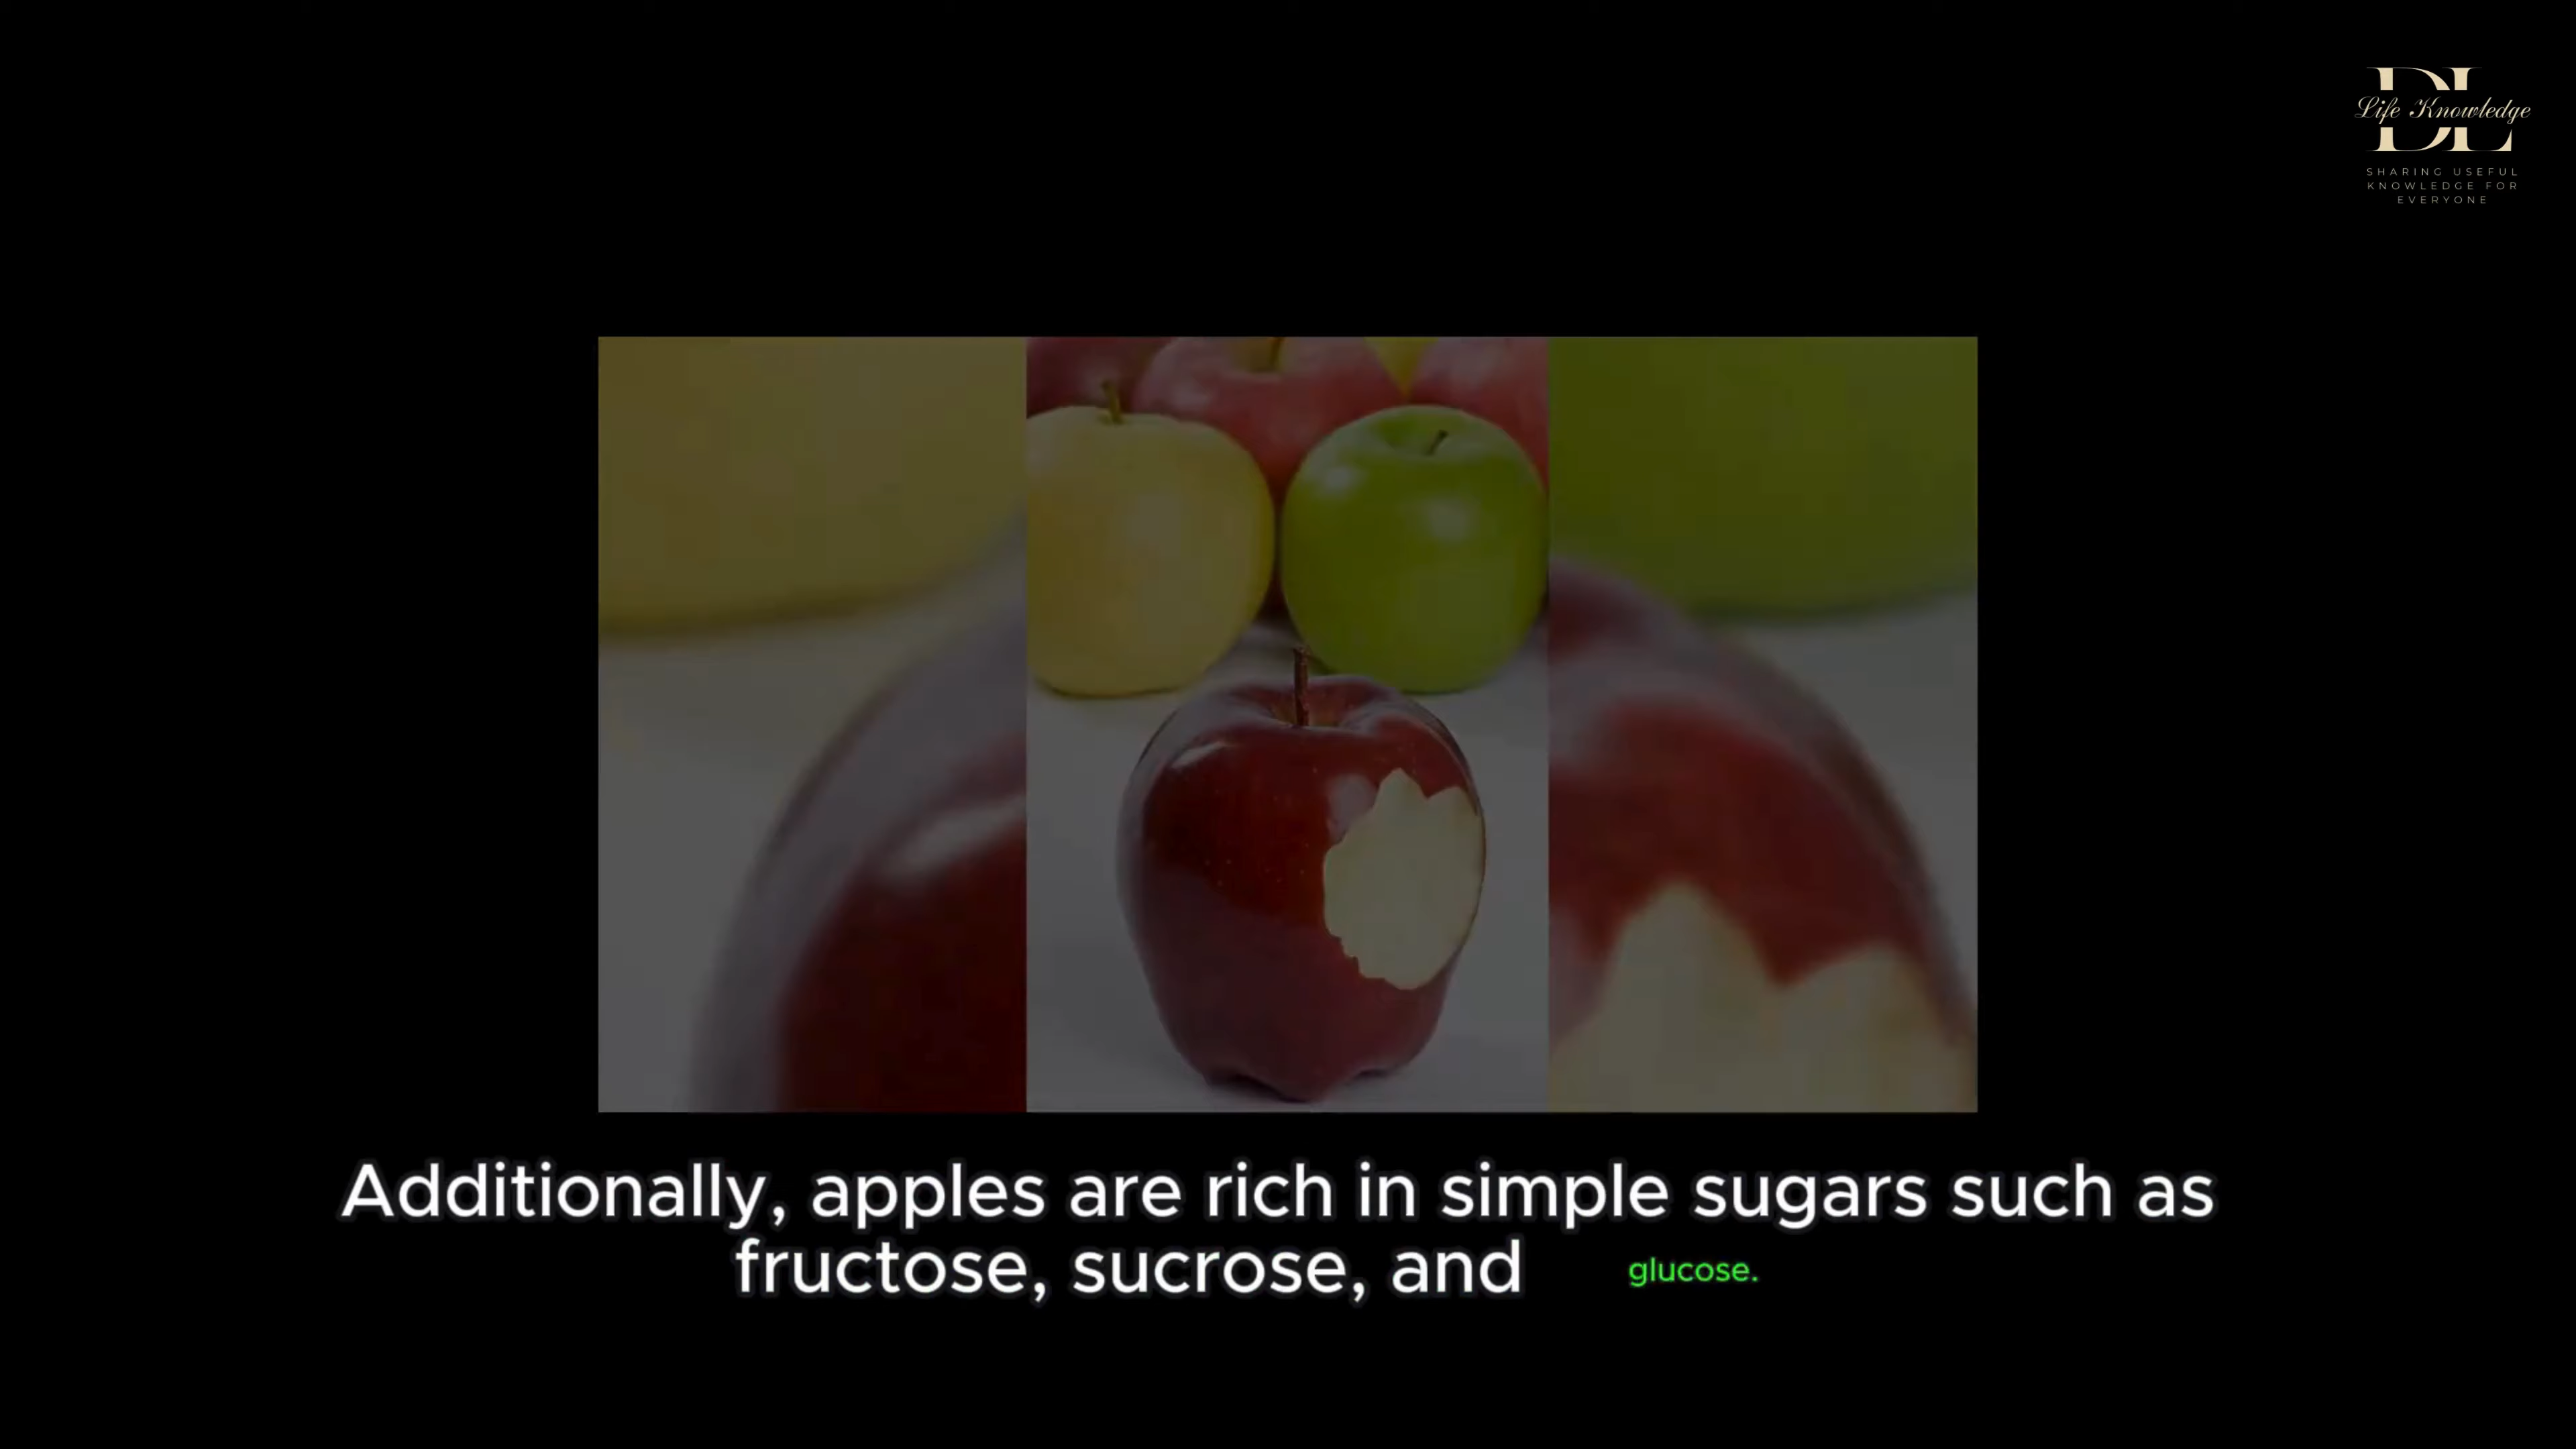 DL
Life Knowledge
SHARING USEFUL
KNOWLEDGE FOR
EVERYONE
Additionally, apples are rich in simple sugars such as
fructose, sucrose, and glucose.